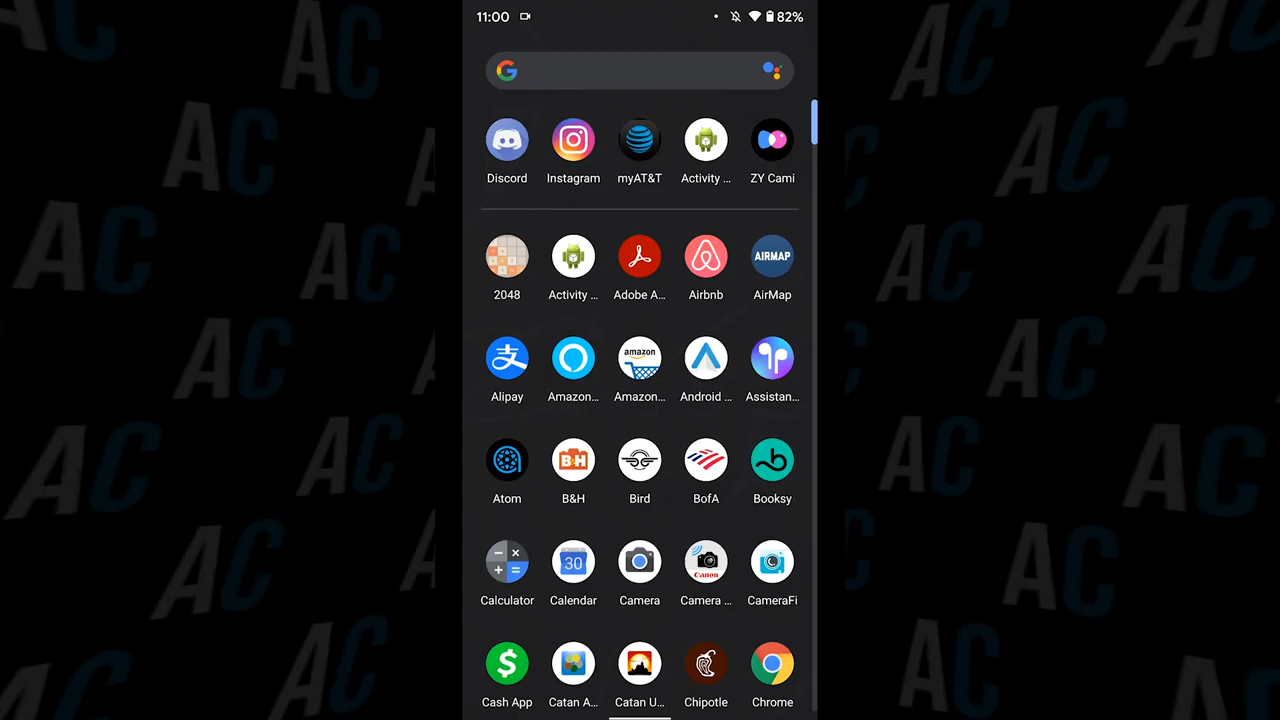 11:00 82%
Discord Instagram myAT&T Activity ... ZY Cami
2048 Activity ... Adobe A... Airbnb AirMap
AIRMAP
Alipay Amazon... Amazon... Android ... Assistan...
支
amazon
Atom B&H Bird BofA Booksy
B&H
Calculator Calendar Camera Camera ... CameraFi
30
Canon
Cash App Catan A... Catan U... Chipotle Chrome
AC